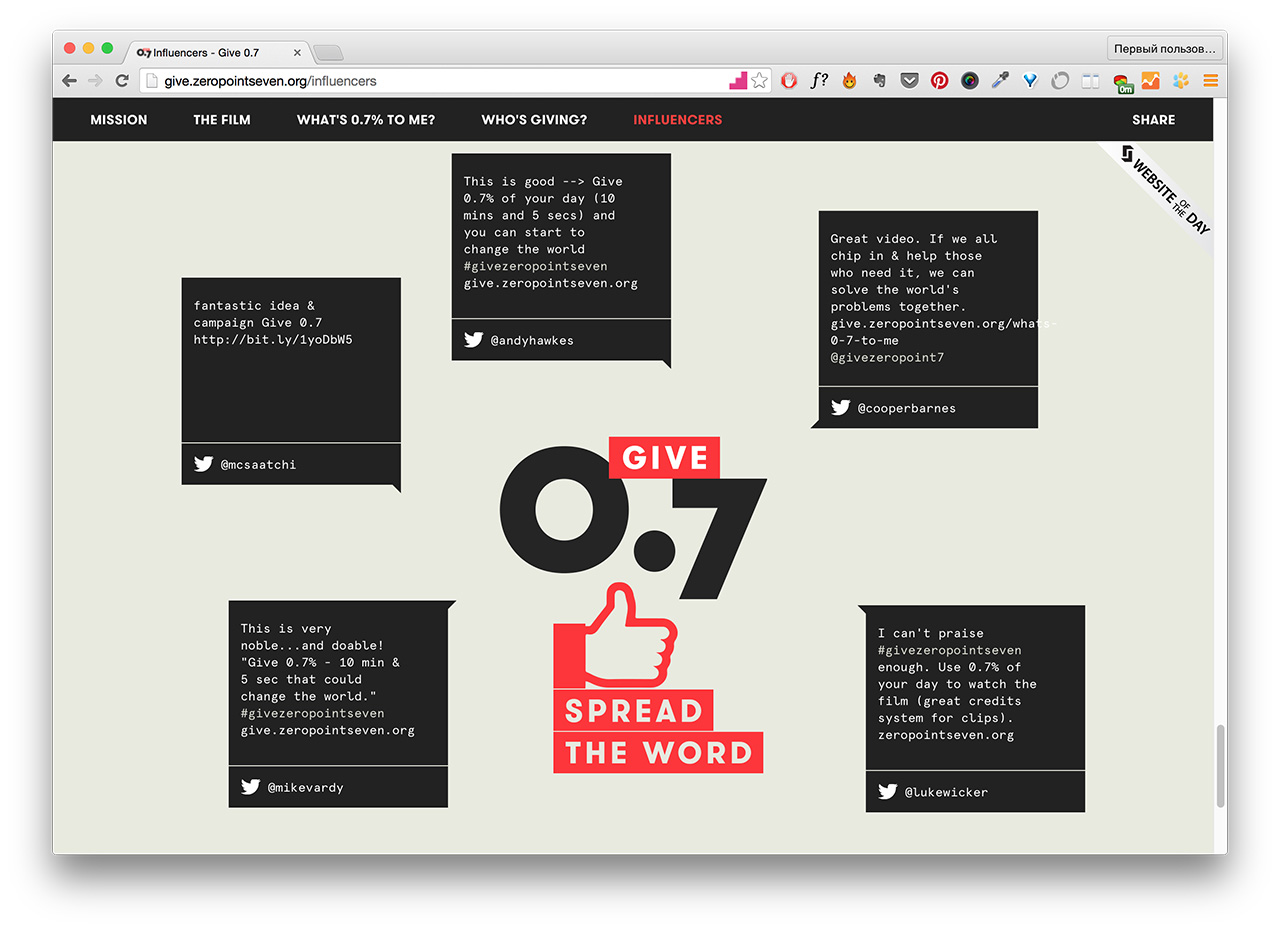 Influencers - Give 0.7
Первый пользов...
give.zeropointseven.org/influencers
f?
0m
MISSION
THE FILM
WHAT'S 0.7% TO ME?
WHO'S GIVING?
INFLUENCERS
SHARE
WEBSITE OF THE DAY
This is good --> Give
0.7% of your day (10
mins and 5 secs) and
you can start to
change the world
#givezeropointseven
give.zeropointseven.org
@andyhawkes
Great video. If we all
chip in & help those
who need it, we can
solve the world's
problems together.
give.zeropointseven.org/whats-
0-7-to-me
@givezeropoint7
@cooperbarnes
fantastic idea &
campaign Give 0.7
http://bit.ly/1yoDbW5
@mcsaatchi
GIVE
0.7
SPREAD
THE WORD
This is very
noble...and doable!
"Give 0.7% - 10 min &
5 sec that could
change the world."
#givezeropointseven
give.zeropointseven.org
@mikevardy
I can't praise
#givezeropointseven
enough. Use 0.7% of
your day to watch the
film (great credits
system for clips).
zeropointseven.org
@lukewicker